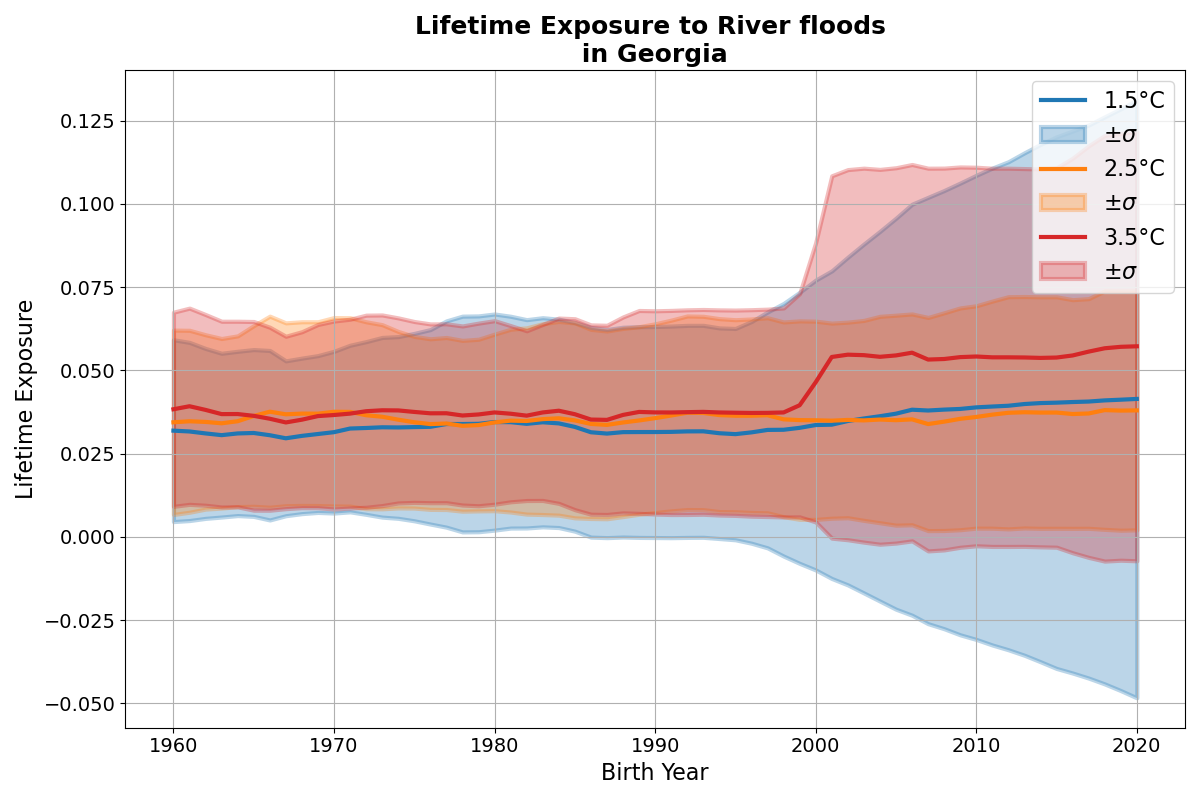 Lifetime Exposure to River floods
in Georgia
Lifetime Exposure
0.125
0.100
0.075
0.050
0.025
0.000
−0.025
−0.050
1960
1970
1980
1990
2000
2010
2020
Birth Year
1.5°C
±σ
2.5°C
±σ
3.5°C
±σ